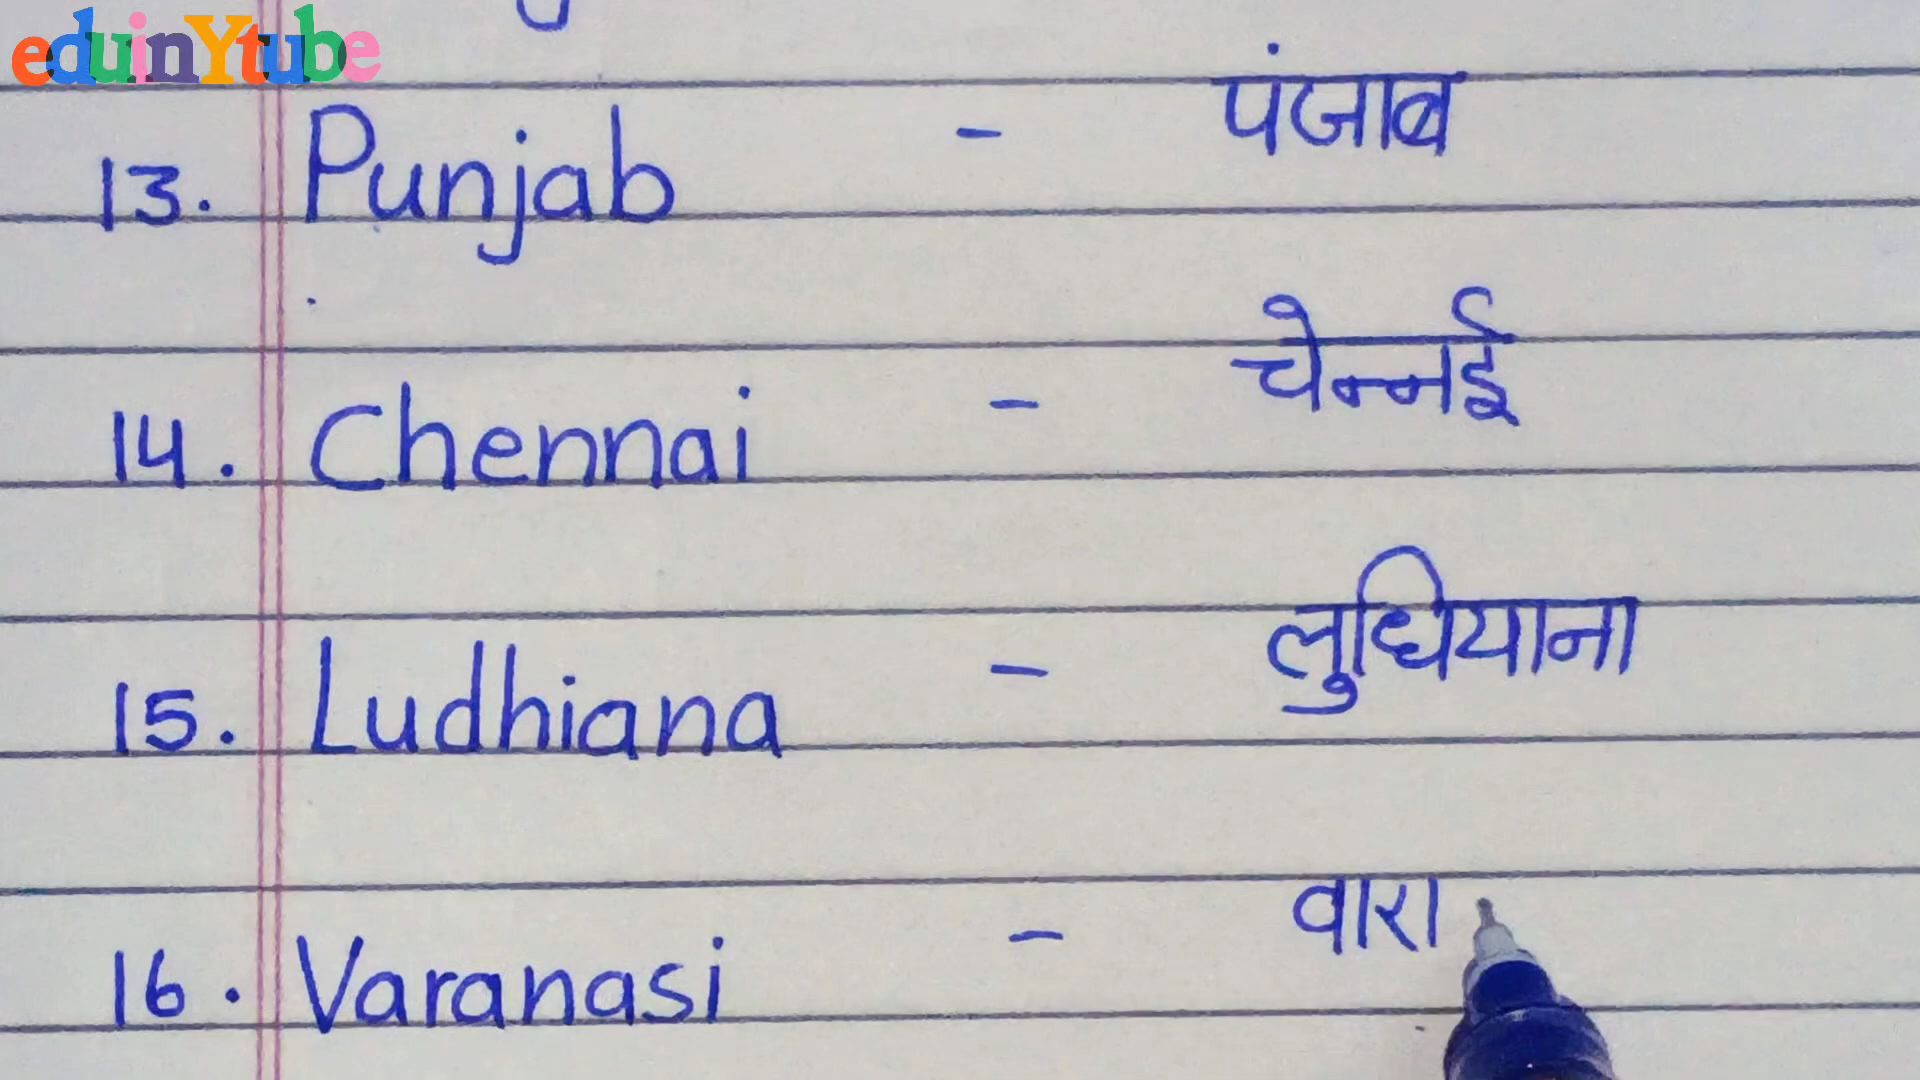 eduinYtube
13. Punjab - पंजाब
14. Chennai - चेन्नई
15. Ludhiana - लुधियाना
16. Varanasi - वारा